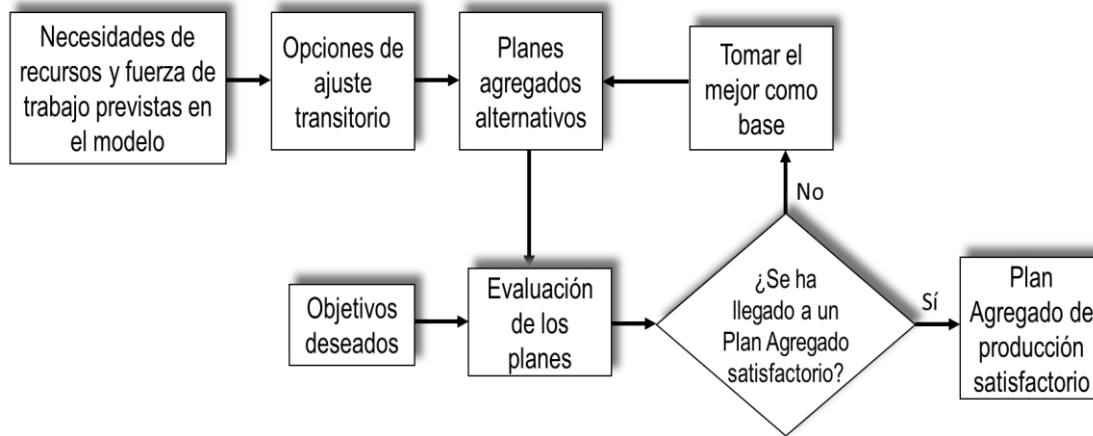 Necesidades de
recursos y fuerza de
trabajo previstas en
el modelo
Opciones de
ajuste
transitorio
Planes
agregados
alternativos
Tomar el
mejor como
base
No
Objetivos
deseados
Evaluación
de los
planes
¿Se ha
llegado a un
Plan Agregado
satisfactorio?
Sí
Plan
Agregado de
producción
satisfactorio